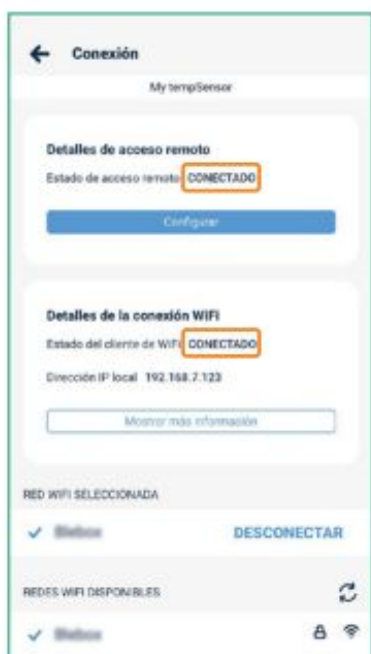 Conexión
My tempSensor
Detalles de acceso remoto
Estado de acceso remoto CONECTADO
Configurar
Detalles de la conexión WiFi
Estado del cliente de WiFi CONECTADO
Dirección IP local 192.168.7.123
Mostrar más información
RED WIFI SELECCIONADA
DESCONECTAR
REDES WIFI DISPONIBLES